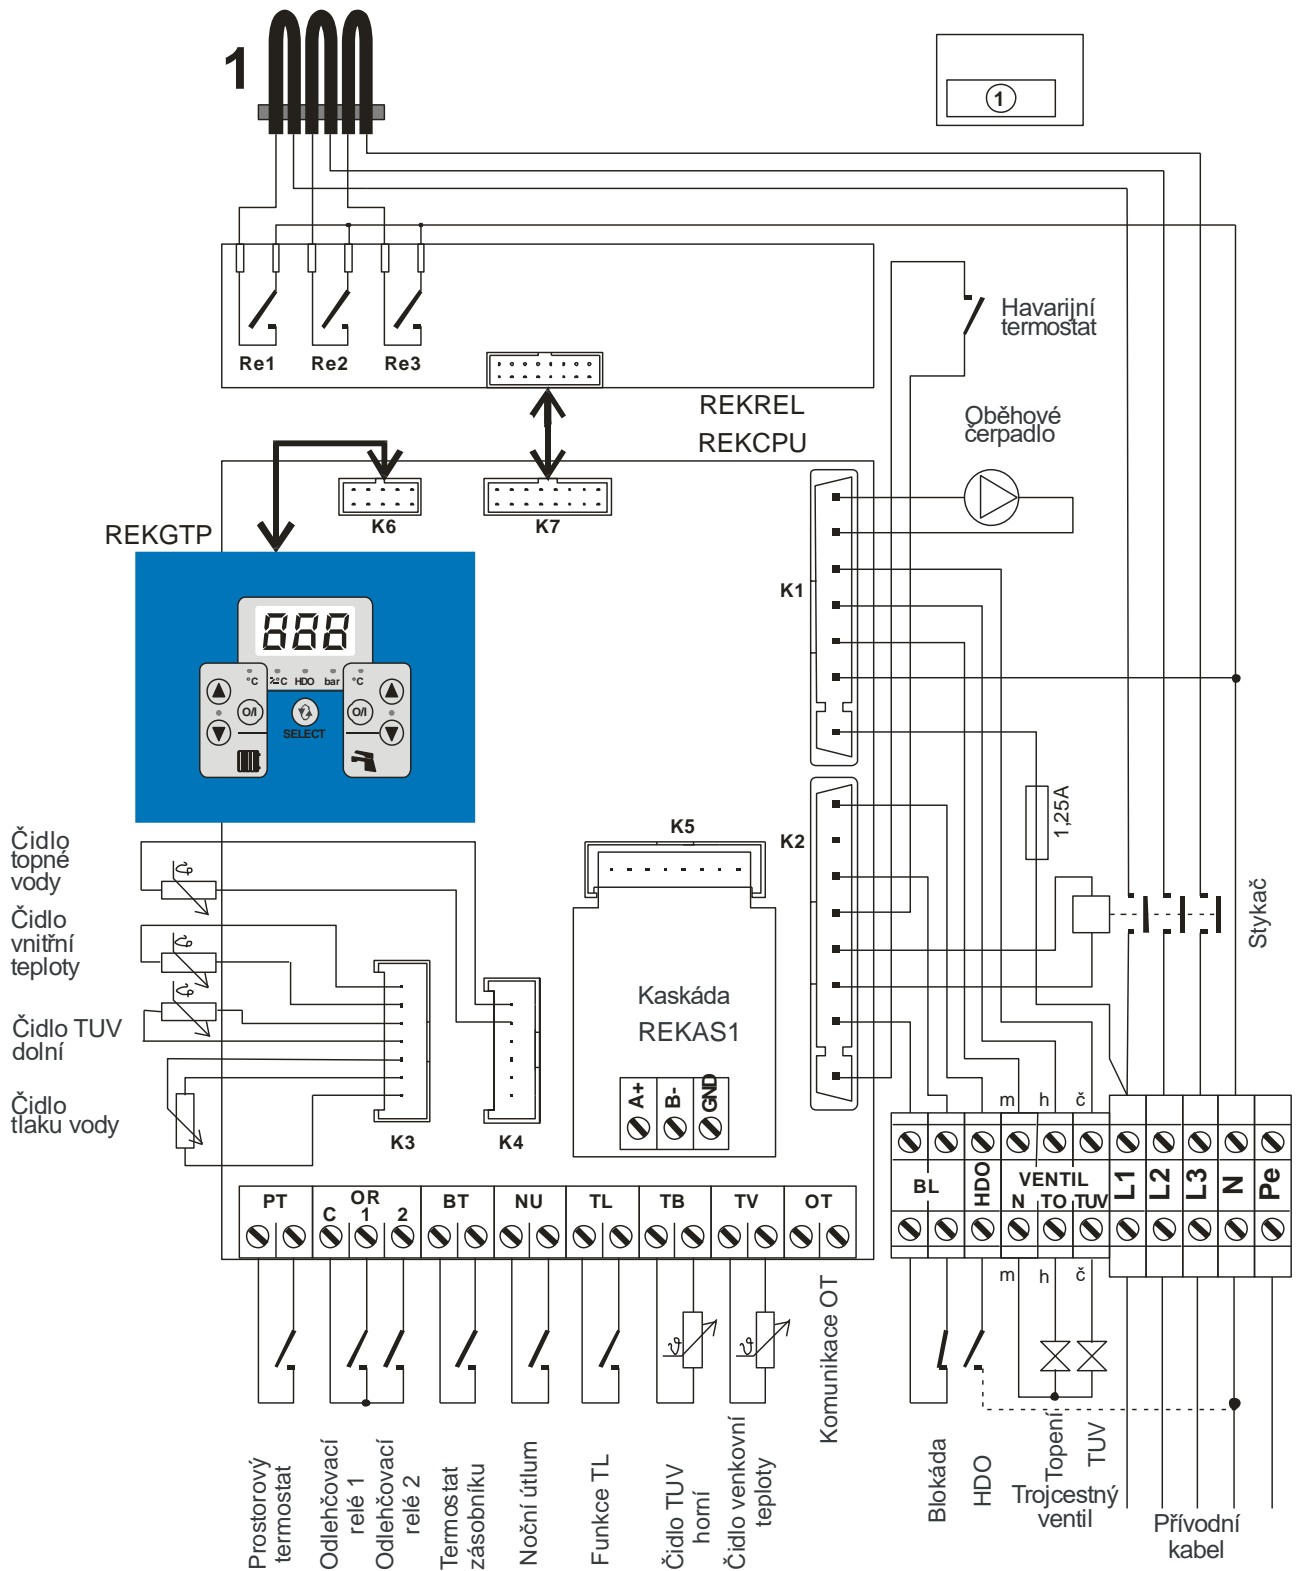 1
1
Havarijní
termostat
Re1 Re2 Re3
REKREL
Oběhové
čerpadlo
REKCPU
K6
K7
REKGTP
K1
888
°C °C HDO bar °C
O/I O/I
SELECT
1,25A
Čidlo
topné
vody
K5
K2
Čidlo
vnitřní
teploty
Stykač
Kaskáda
REKAS1
Čidlo TUV
dolní
A+ B- GND
Čidlo
tlaku vody
K3 K4
m h č
BL HDO VENTIL L1 L2 L3 N Pe
N TO TUV
PT OR BT NU TL TB TV OT
C 1 2
m h č
Prostorový
termostat
Odlehčovací
relé 1
Odlehčovací
relé 2
Termostat
zásobníku
Noční útlum
Funkce TL
Čidlo TUV
horní
Čidlo venkovní
teploty
Komunikace OT
Blokáda
HDO
Topení
TUV
Trojcestný
ventil
Přívodní
kabel